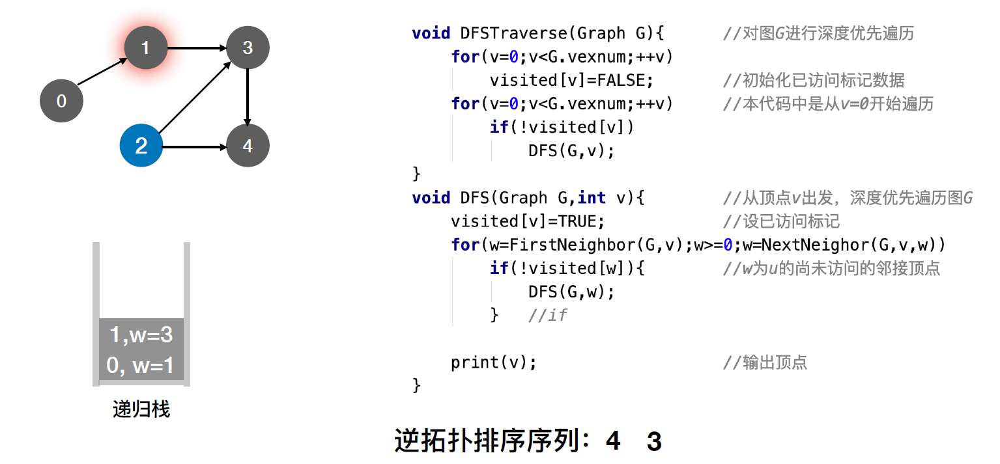 1
3
0
2
4
void DFSTraverse(Graph G){ //对图G进行深度优先遍历
for(v=0;v<G.vexnum;++v)
visited[v]=FALSE; //初始化已访问标记数据
for(v=0;v<G.vexnum;++v) //本代码中是从v=0开始遍历
if(!visited[v])
DFS(G,v);
}
void DFS(Graph G,int v){ //从顶点v出发，深度优先遍历图G
visited[v]=TRUE; //设已访问标记
for(w=FirstNeighbor(G,v);w>=0;w=NextNeighor(G,v,w))
if(!visited[w]){ //w为u的尚未访问的邻接顶点
DFS(G,w);
} //if
print(v); //输出顶点
}
1,w=3
0, w=1
递归栈
逆拓扑排序序列：4 3